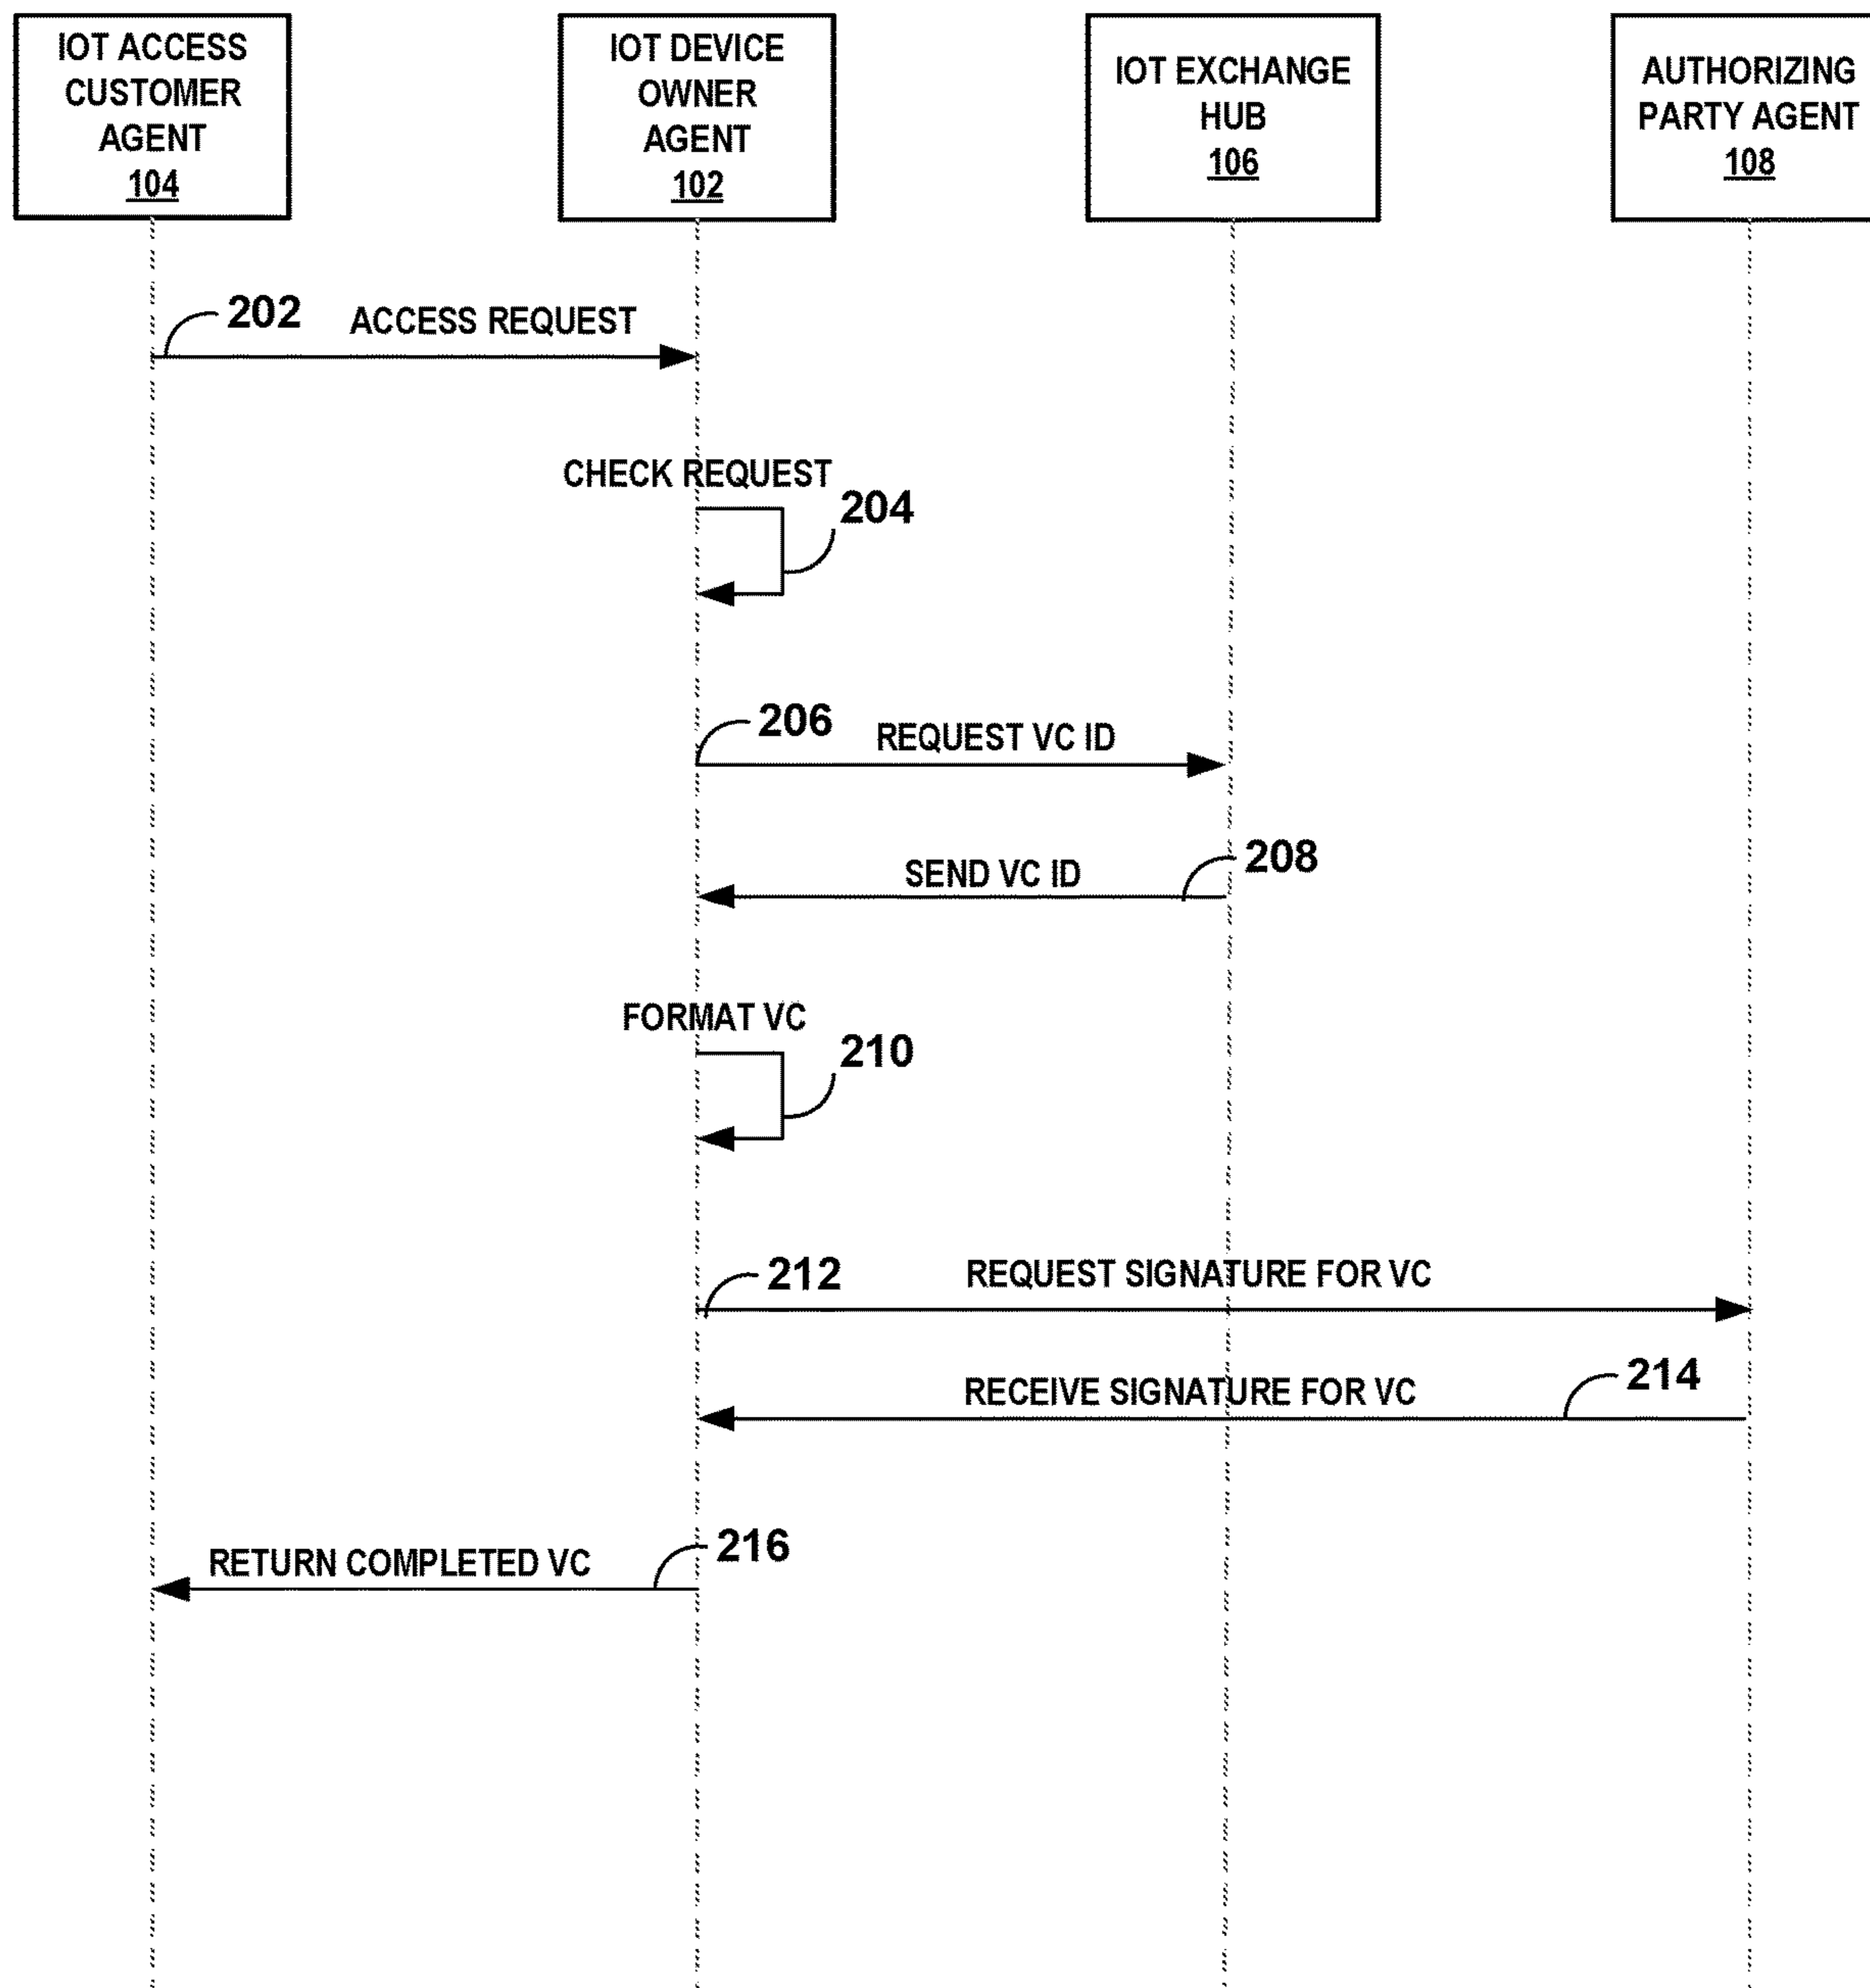 IOT ACCESS
CUSTOMER
AGENT
104
IOT DEVICE
OWNER
AGENT
102
IOT EXCHANGE
HUB
106
AUTHORIZING
PARTY AGENT
108
202 ACCESS REQUEST
CHECK REQUEST
204
206 REQUEST VC ID
SEND VC ID 208
FORMAT VC
210
212 REQUEST SIGNATURE FOR VC
RECEIVE SIGNATURE FOR VC 214
RETURN COMPLETED VC 216